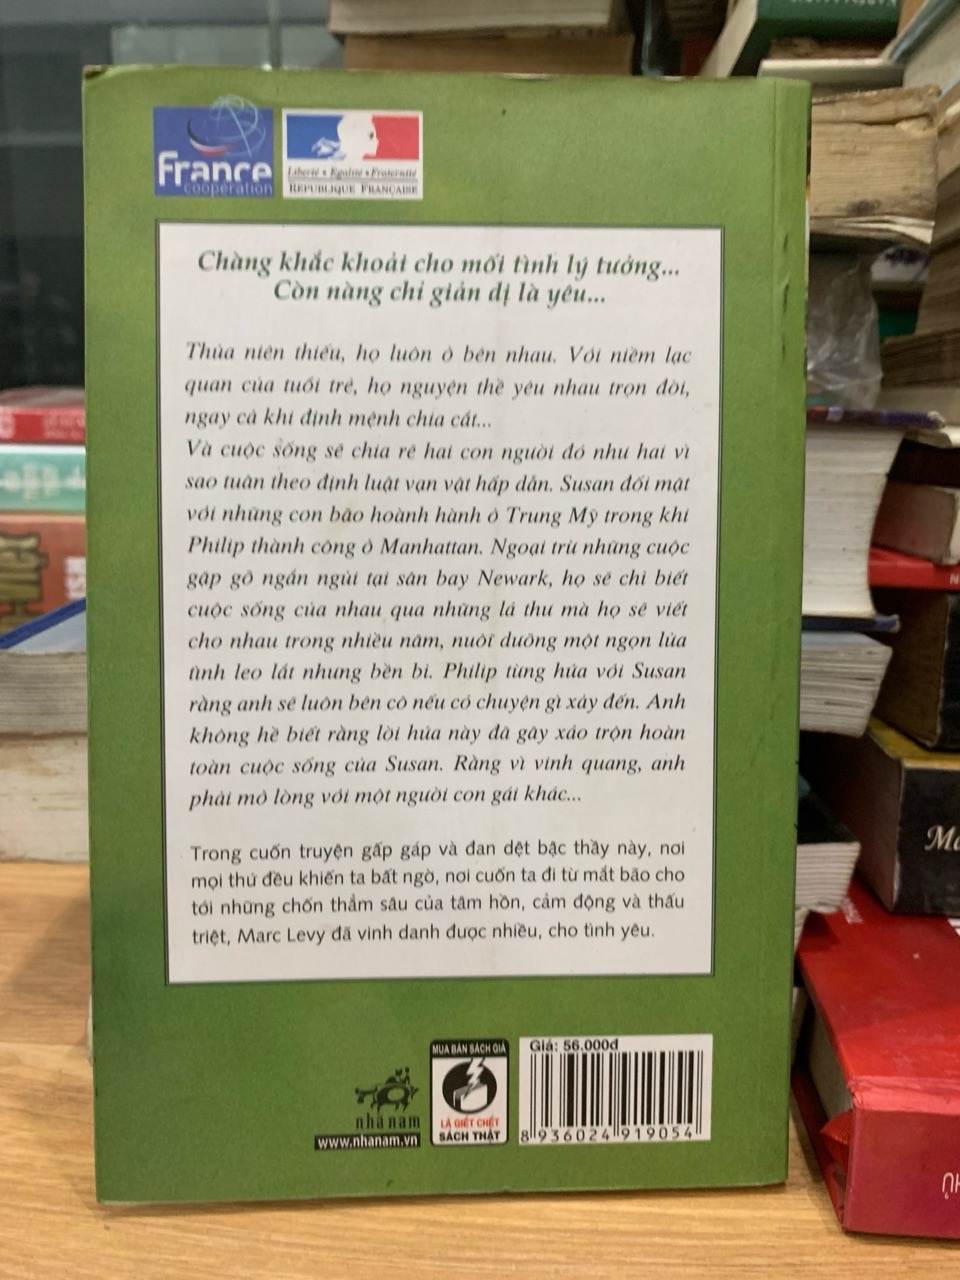 France
coopération
Liberté • Égalité • Fraternité
RÉPUBLIQUE FRANÇAISE
Chàng khắc khoải cho mối tình lý tưởng...
Còn nàng chỉ giản dị là yêu...
Thủa niên thiếu, họ luôn ở bên nhau. Với niềm lạc
quan của tuổi trẻ, họ nguyện thề yêu nhau trọn đời,
ngay cả khi định mệnh chia cắt...
Và cuộc sống sẽ chia rẽ hai con người đó như hai vì
sao tuân theo định luật vạn vật hấp dẫn. Susan đối mặt
với những cơn bão hoành hành ở Trung Mỹ trong khi
Philip thành công ở Manhattan. Ngoại trừ những cuộc
gặp gỡ ngắn ngủi tại sân bay Newark, họ sẽ chỉ biết
cuộc sống của nhau qua những lá thư mà họ sẽ viết
cho nhau trong nhiều năm, nuôi dưỡng một ngọn lửa
tình leo lắt nhưng bền bỉ. Philip từng hứa với Susan
rằng anh sẽ luôn bên cô nếu có chuyện gì xảy đến. Anh
không hề biết rằng lời hứa này đã gây xáo trộn hoàn
toàn cuộc sống của Susan. Rằng vì vinh quang, anh
phải mở lòng với một người con gái khác...
Trong cuốn truyện gấp gáp và đan dệt bậc thầy này, nơi
mọi thứ đều khiến ta bất ngờ, nơi cuốn ta đi từ mắt bão cho
tới những chốn thẳm sâu của tâm hồn, cảm động và thấu
triệt, Marc Levy đã vinh danh được nhiều, cho tình yêu.
nhã nam
www.nhanam.vn
MUA BÁN SÁCH GIẢ
LÀ GIẾT CHẾT
SÁCH THẬT
Giá: 56.000đ
8 936024 919054